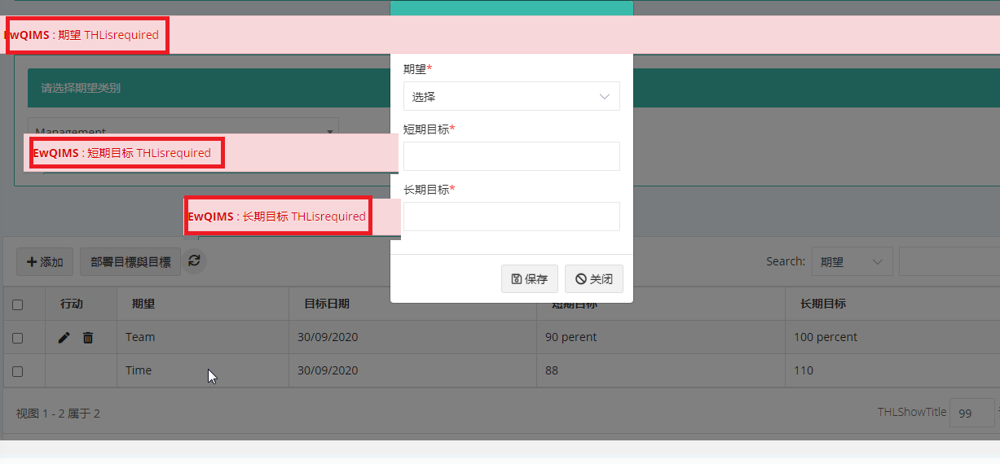 EwQIMS : 期望 THLisrequired
期望*
请选择期望类别
选择
Management
短期目标*
EwQIMS : 短期目标 THLisrequired
长期目标*
EwQIMS : 长期目标 THLisrequired
添加 部署目標與目標 Search: 期望
保存 关闭
行动 期望 目标日期 短期目标 长期目标
Team 30/09/2020 90 perent 100 percent
Time 30/09/2020 88 110
视图 1 - 2 属于 2 THLShowTitle 99